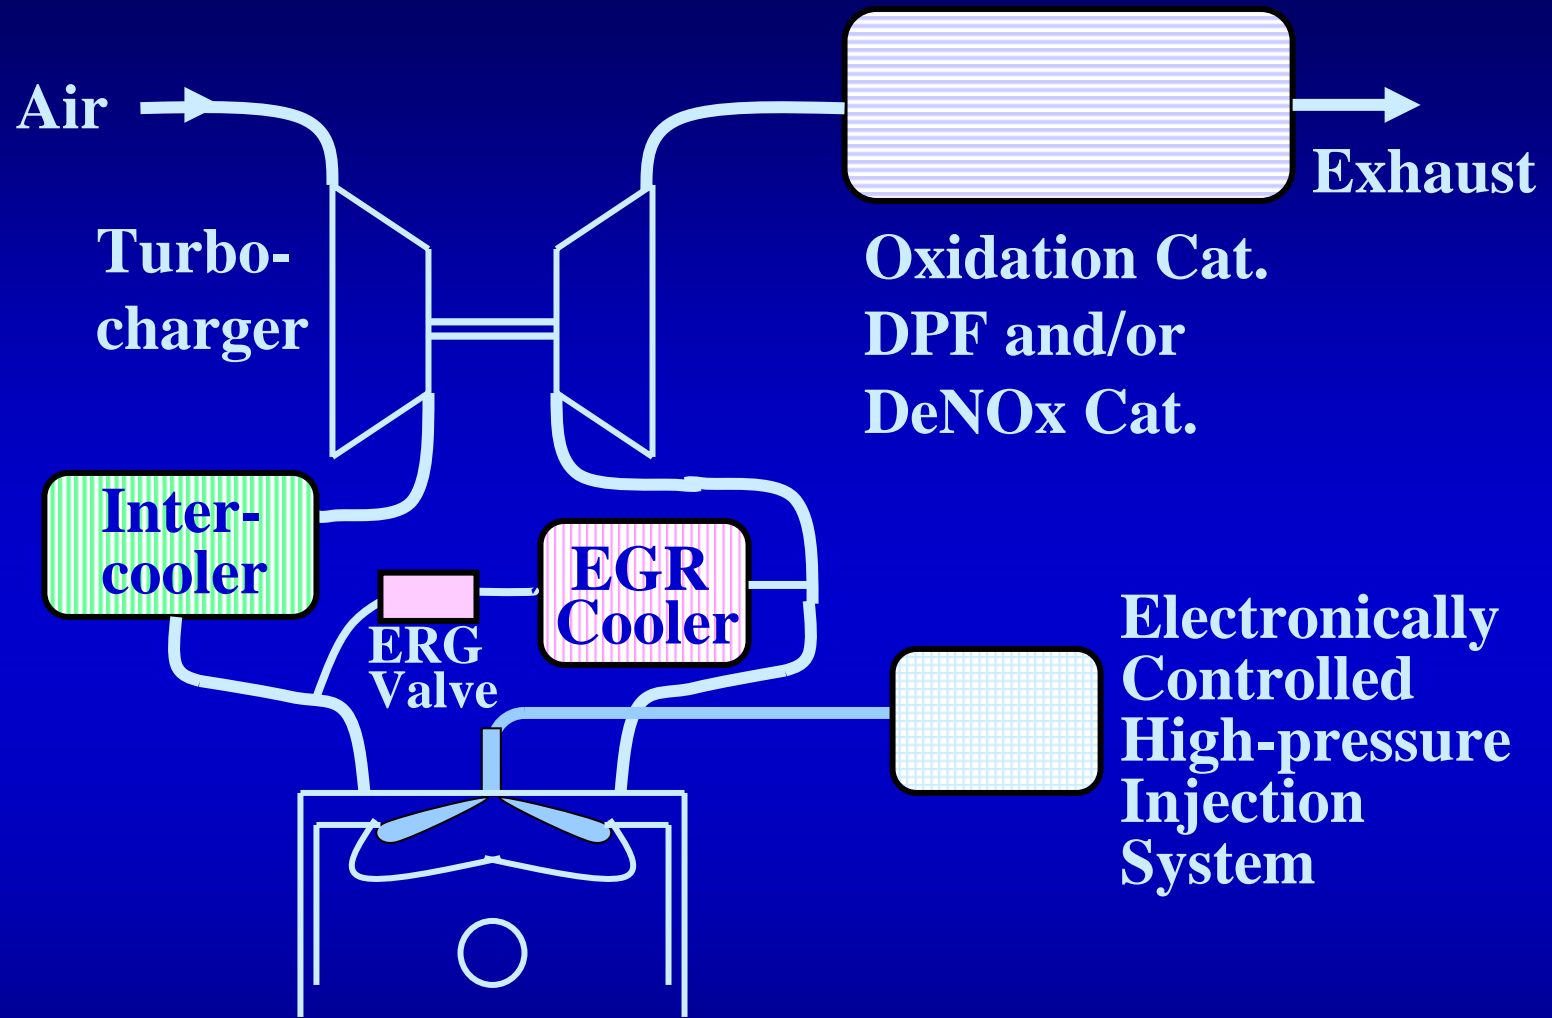 Air
Exhaust
Turbo-
charger
Oxidation Cat.
DPF and/or
DeNOx Cat.
Inter-
cooler
EGR
Cooler
ERG
Valve
Electronically
Controlled
High-pressure
Injection
System